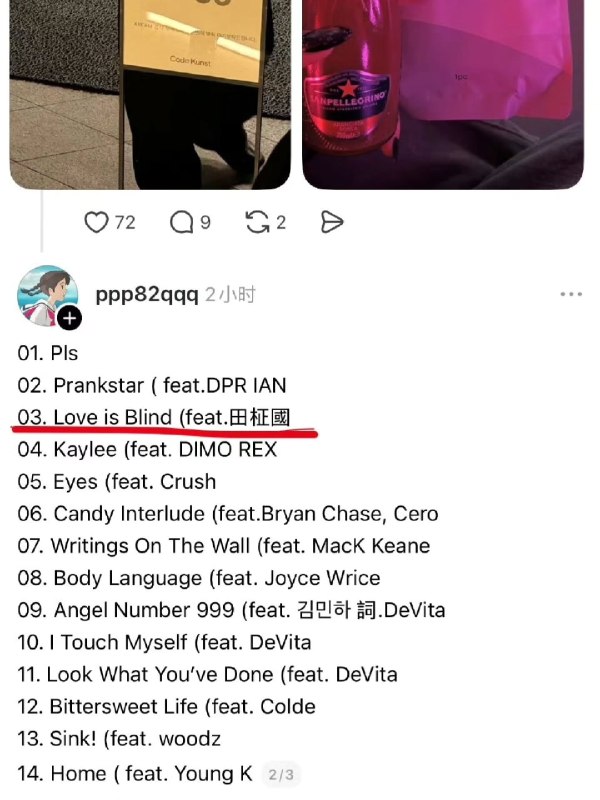 Code Kunst
SANPELLEGRINO
1pc
72
9
2
ppp82qqq 2小时
01. Pls
02. Prankstar ( feat.DPR IAN
03. Love is Blind (feat.田柾國
04. Kaylee (feat. DIMO REX
05. Eyes (feat. Crush
06. Candy Interlude (feat.Bryan Chase, Cero
07. Writings On The Wall (feat. MacK Keane
08. Body Language (feat. Joyce Wrice
09. Angel Number 999 (feat. 김민하 詞.DeVita
10. I Touch Myself (feat. DeVita
11. Look What You’ve Done (feat. DeVita
12. Bittersweet Life (feat. Colde
13. Sink! (feat. woodz
14. Home ( feat. Young K 2/3